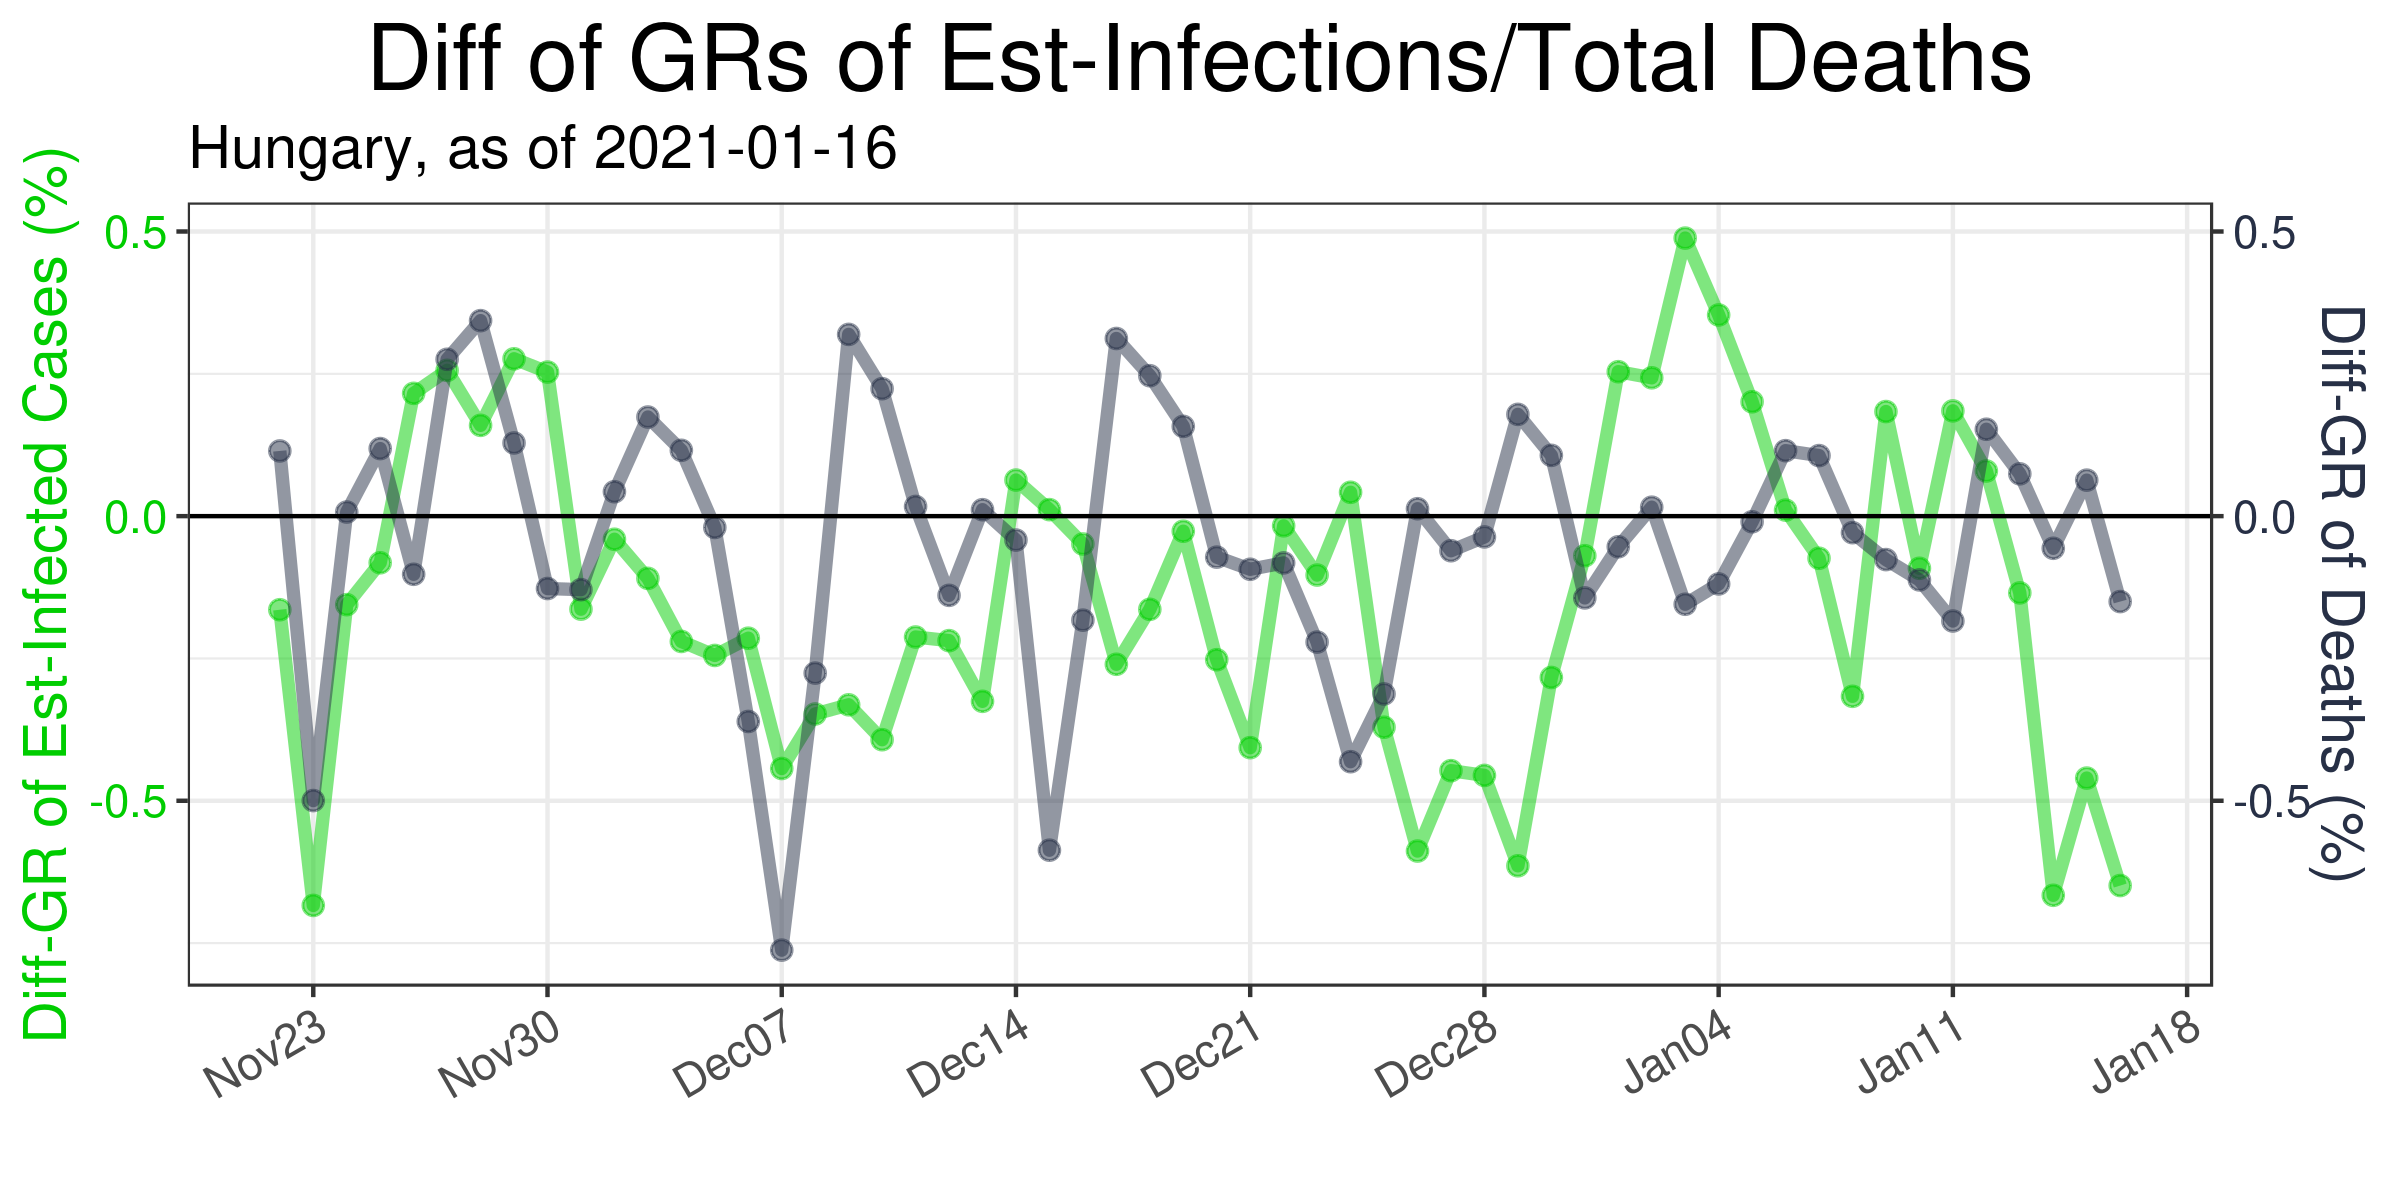 Diff of GRs of Est-Infections/Total Deaths
Hungary, as of 2021-01-16
Diff-GR of Est-Infected Cases (%)
0.5
0.0
-0.5
0.5
0.0
-0.5
Diff-GR of Deaths (%)
Nov23
Nov30
Dec07
Dec14
Dec21
Dec28
Jan04
Jan11
Jan18